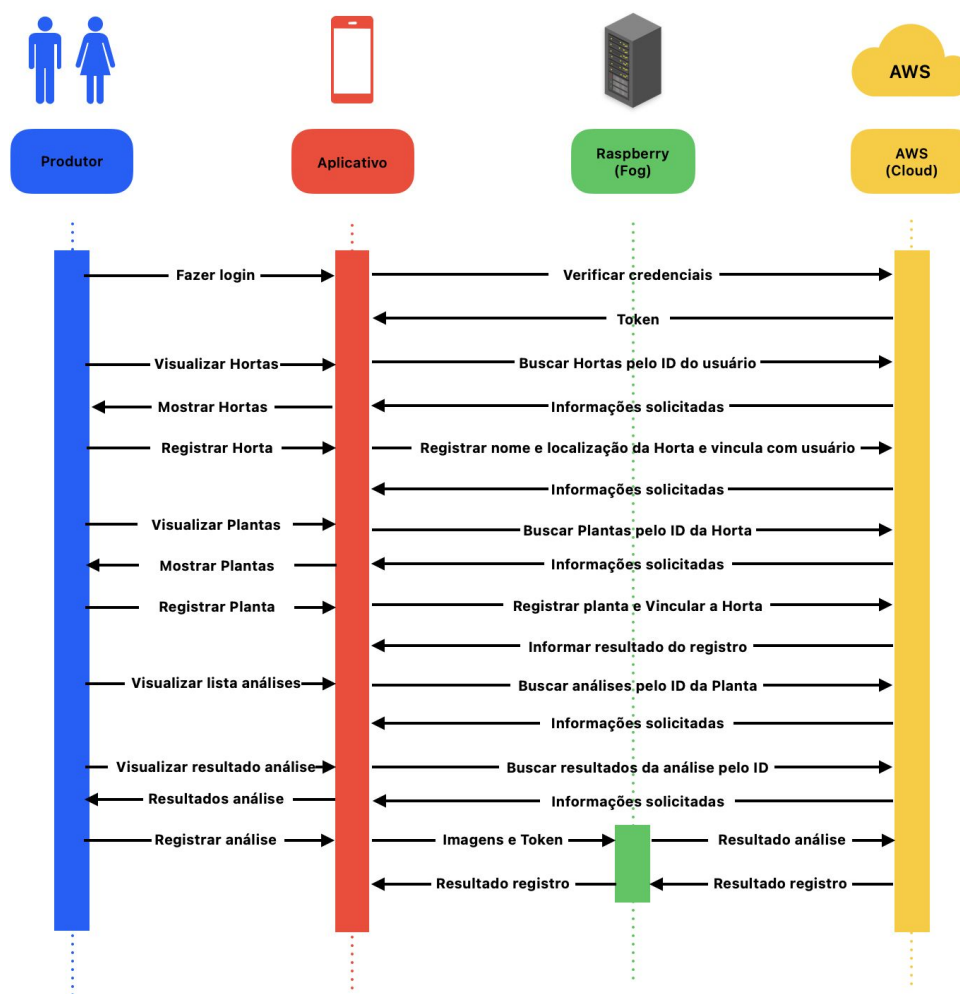 AWS
Produtor
Aplicativo
Raspberry
(Fog)
AWS
(Cloud)
Fazer login
Verificar credenciais
Token
Visualizar Hortas
Buscar Hortas pelo ID do usuário
Mostrar Hortas
Informações solicitadas
Registrar Horta
Registrar nome e localização da Horta e vincula com usuário
Informações solicitadas
Visualizar Plantas
Buscar Plantas pelo ID da Horta
Mostrar Plantas
Informações solicitadas
Registrar Planta
Registrar planta e Vincular a Horta
Informar resultado do registro
Visualizar lista análises
Buscar análises pelo ID da Planta
Informações solicitadas
Visualizar resultado análise
Buscar resultados da análise pelo ID
Resultados análise
Informações solicitadas
Registrar análise
Imagens e Token
Resultado análise
Resultado registro
Resultado registro